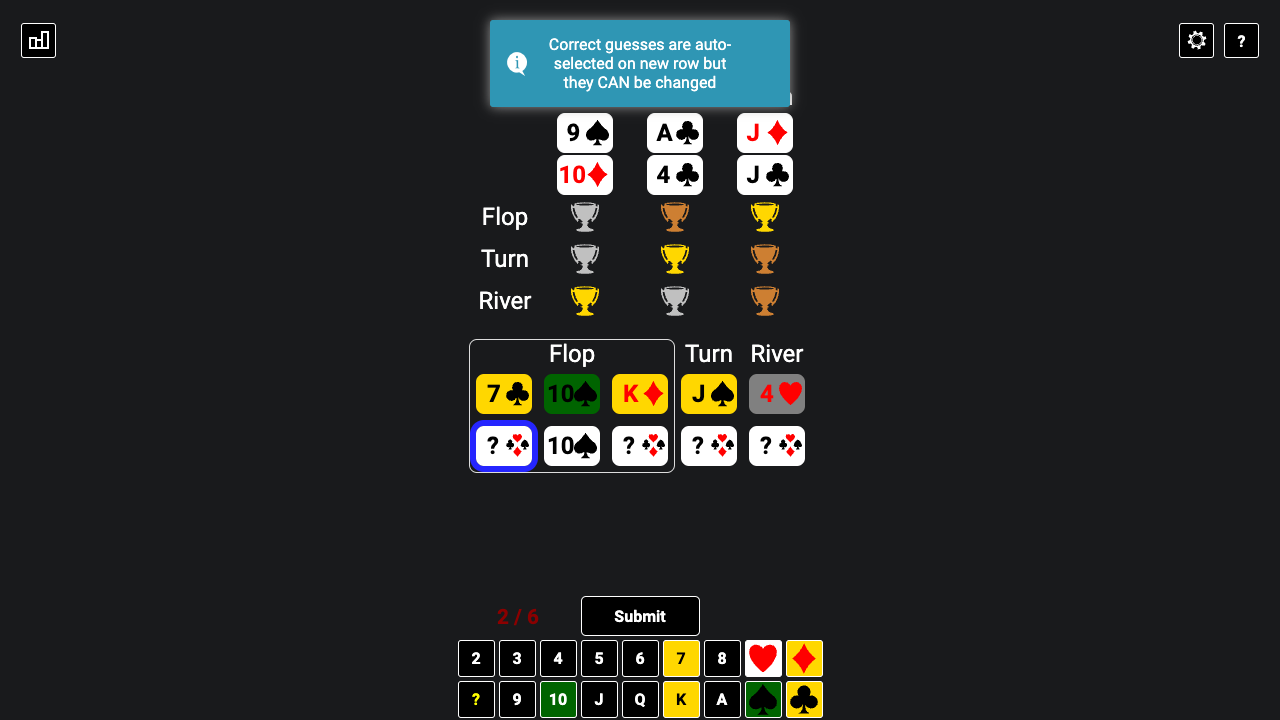 Correct guesses are auto-
selected on new row but
they CAN be changed
?
9 A J
10 4 J
Flop
Turn
River
Flop Turn River
7 10 K J 4
? 10 ? ? ?
2 / 6 Submit
2 3 4 5 6 7 8
? 9 10 J Q K A